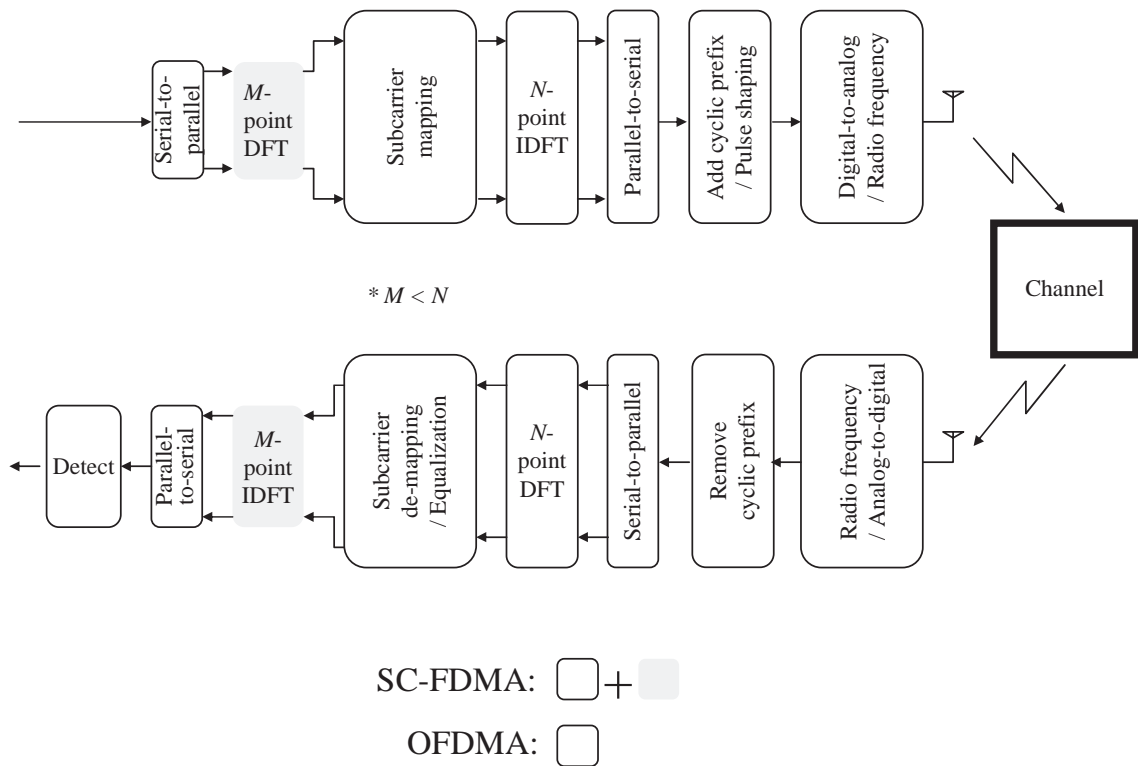 Serial-to-
parallel
M-
point
DFT
Subcarrier
mapping
N-
point
IDFT
Parallel-to-serial
Add cyclic prefix
/ Pulse shaping
Digital-to-analog
/ Radio frequency
* M < N
Channel
Detect
Parallel-
to-serial
M-
point
IDFT
Subcarrier
de-mapping
/ Equalization
N-
point
DFT
Serial-to-parallel
Remove
cyclic prefix
Radio frequency
/ Analog-to-digital
SC-FDMA: +
OFDMA: